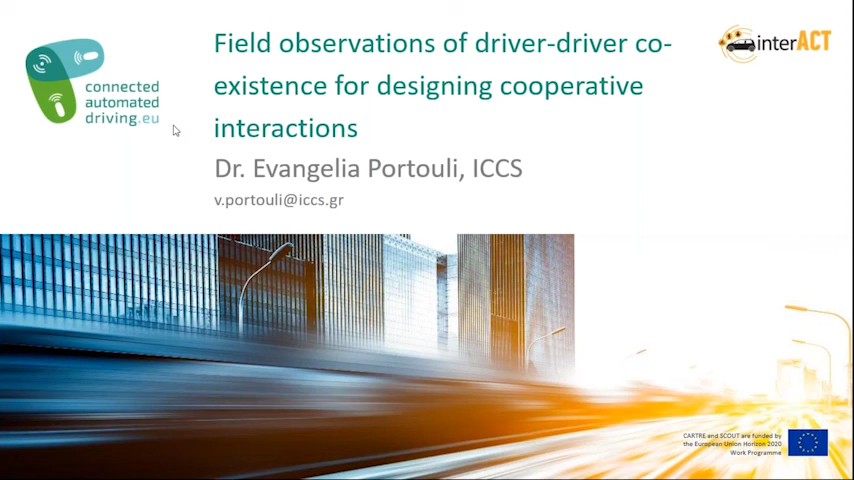 Field observations of driver-driver co-
existence for designing cooperative
interactions
Dr. Evangelia Portouli, ICCS
v.portouli@iccs.gr
connected
automated
driving.eu
interACT
CARTRE and SCOUT are funded by
the European Union Horizon 2020
Work Programme